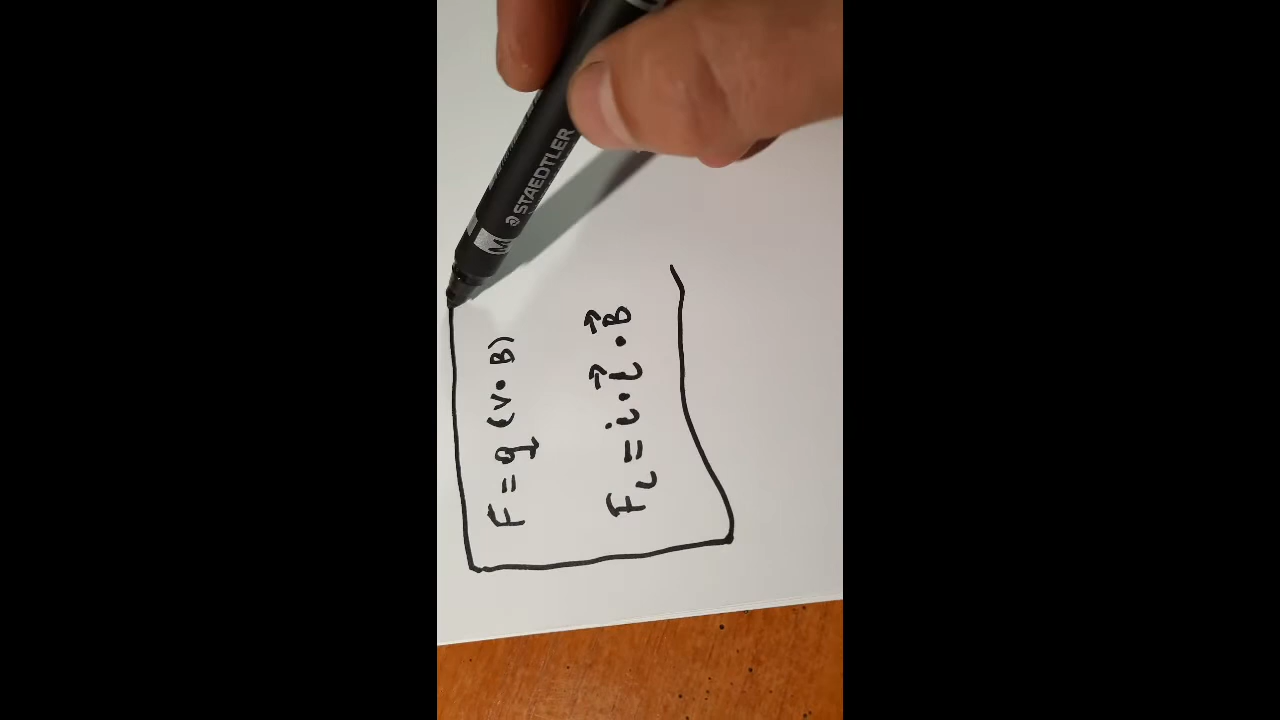 F = q (v • B)
F_L = i • l⃗ • B⃗
STAEDTLER
M